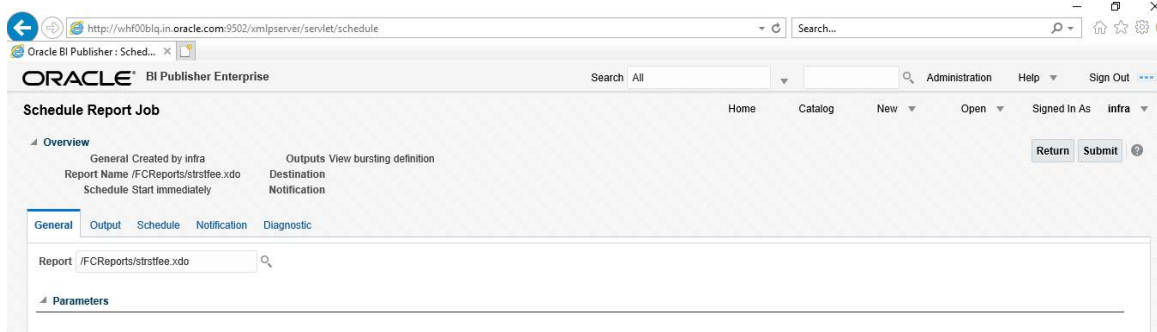 http://whf00blq.in.oracle.com:9502/xmlpserver/servlet/schedule Search...
Oracle BI Publisher : Sched...
ORACLE BI Publisher Enterprise Search All Administration Help Sign Out
Schedule Report Job Home Catalog New Open Signed In As infra
Overview
Return Submit
General Created by infra Outputs View bursting definition
Report Name /FCReports/strstfee.xdo Destination
Schedule Start immediately Notification
General Output Schedule Notification Diagnostic
Report /FCReports/strstfee.xdo
Parameters